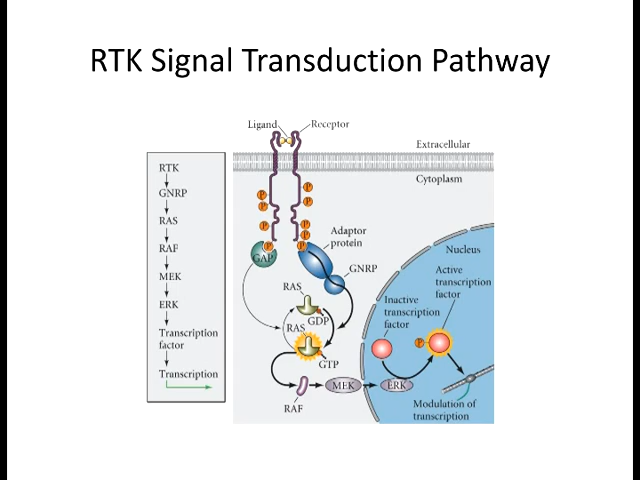 RTK Signal Transduction Pathway
Ligand
Receptor
Extracellular
Cytoplasm
RTK
GNRP
RAS
RAF
MEK
ERK
Transcription
factor
Transcription
P
P
P
P
P
P
P
P
GAP
Adaptor
protein
GNRP
RAS
GDP
RAS
GTP
RAF
MEK
ERK
Nucleus
Active
transcription
factor
Inactive
transcription
factor
P
Modulation of
transcription